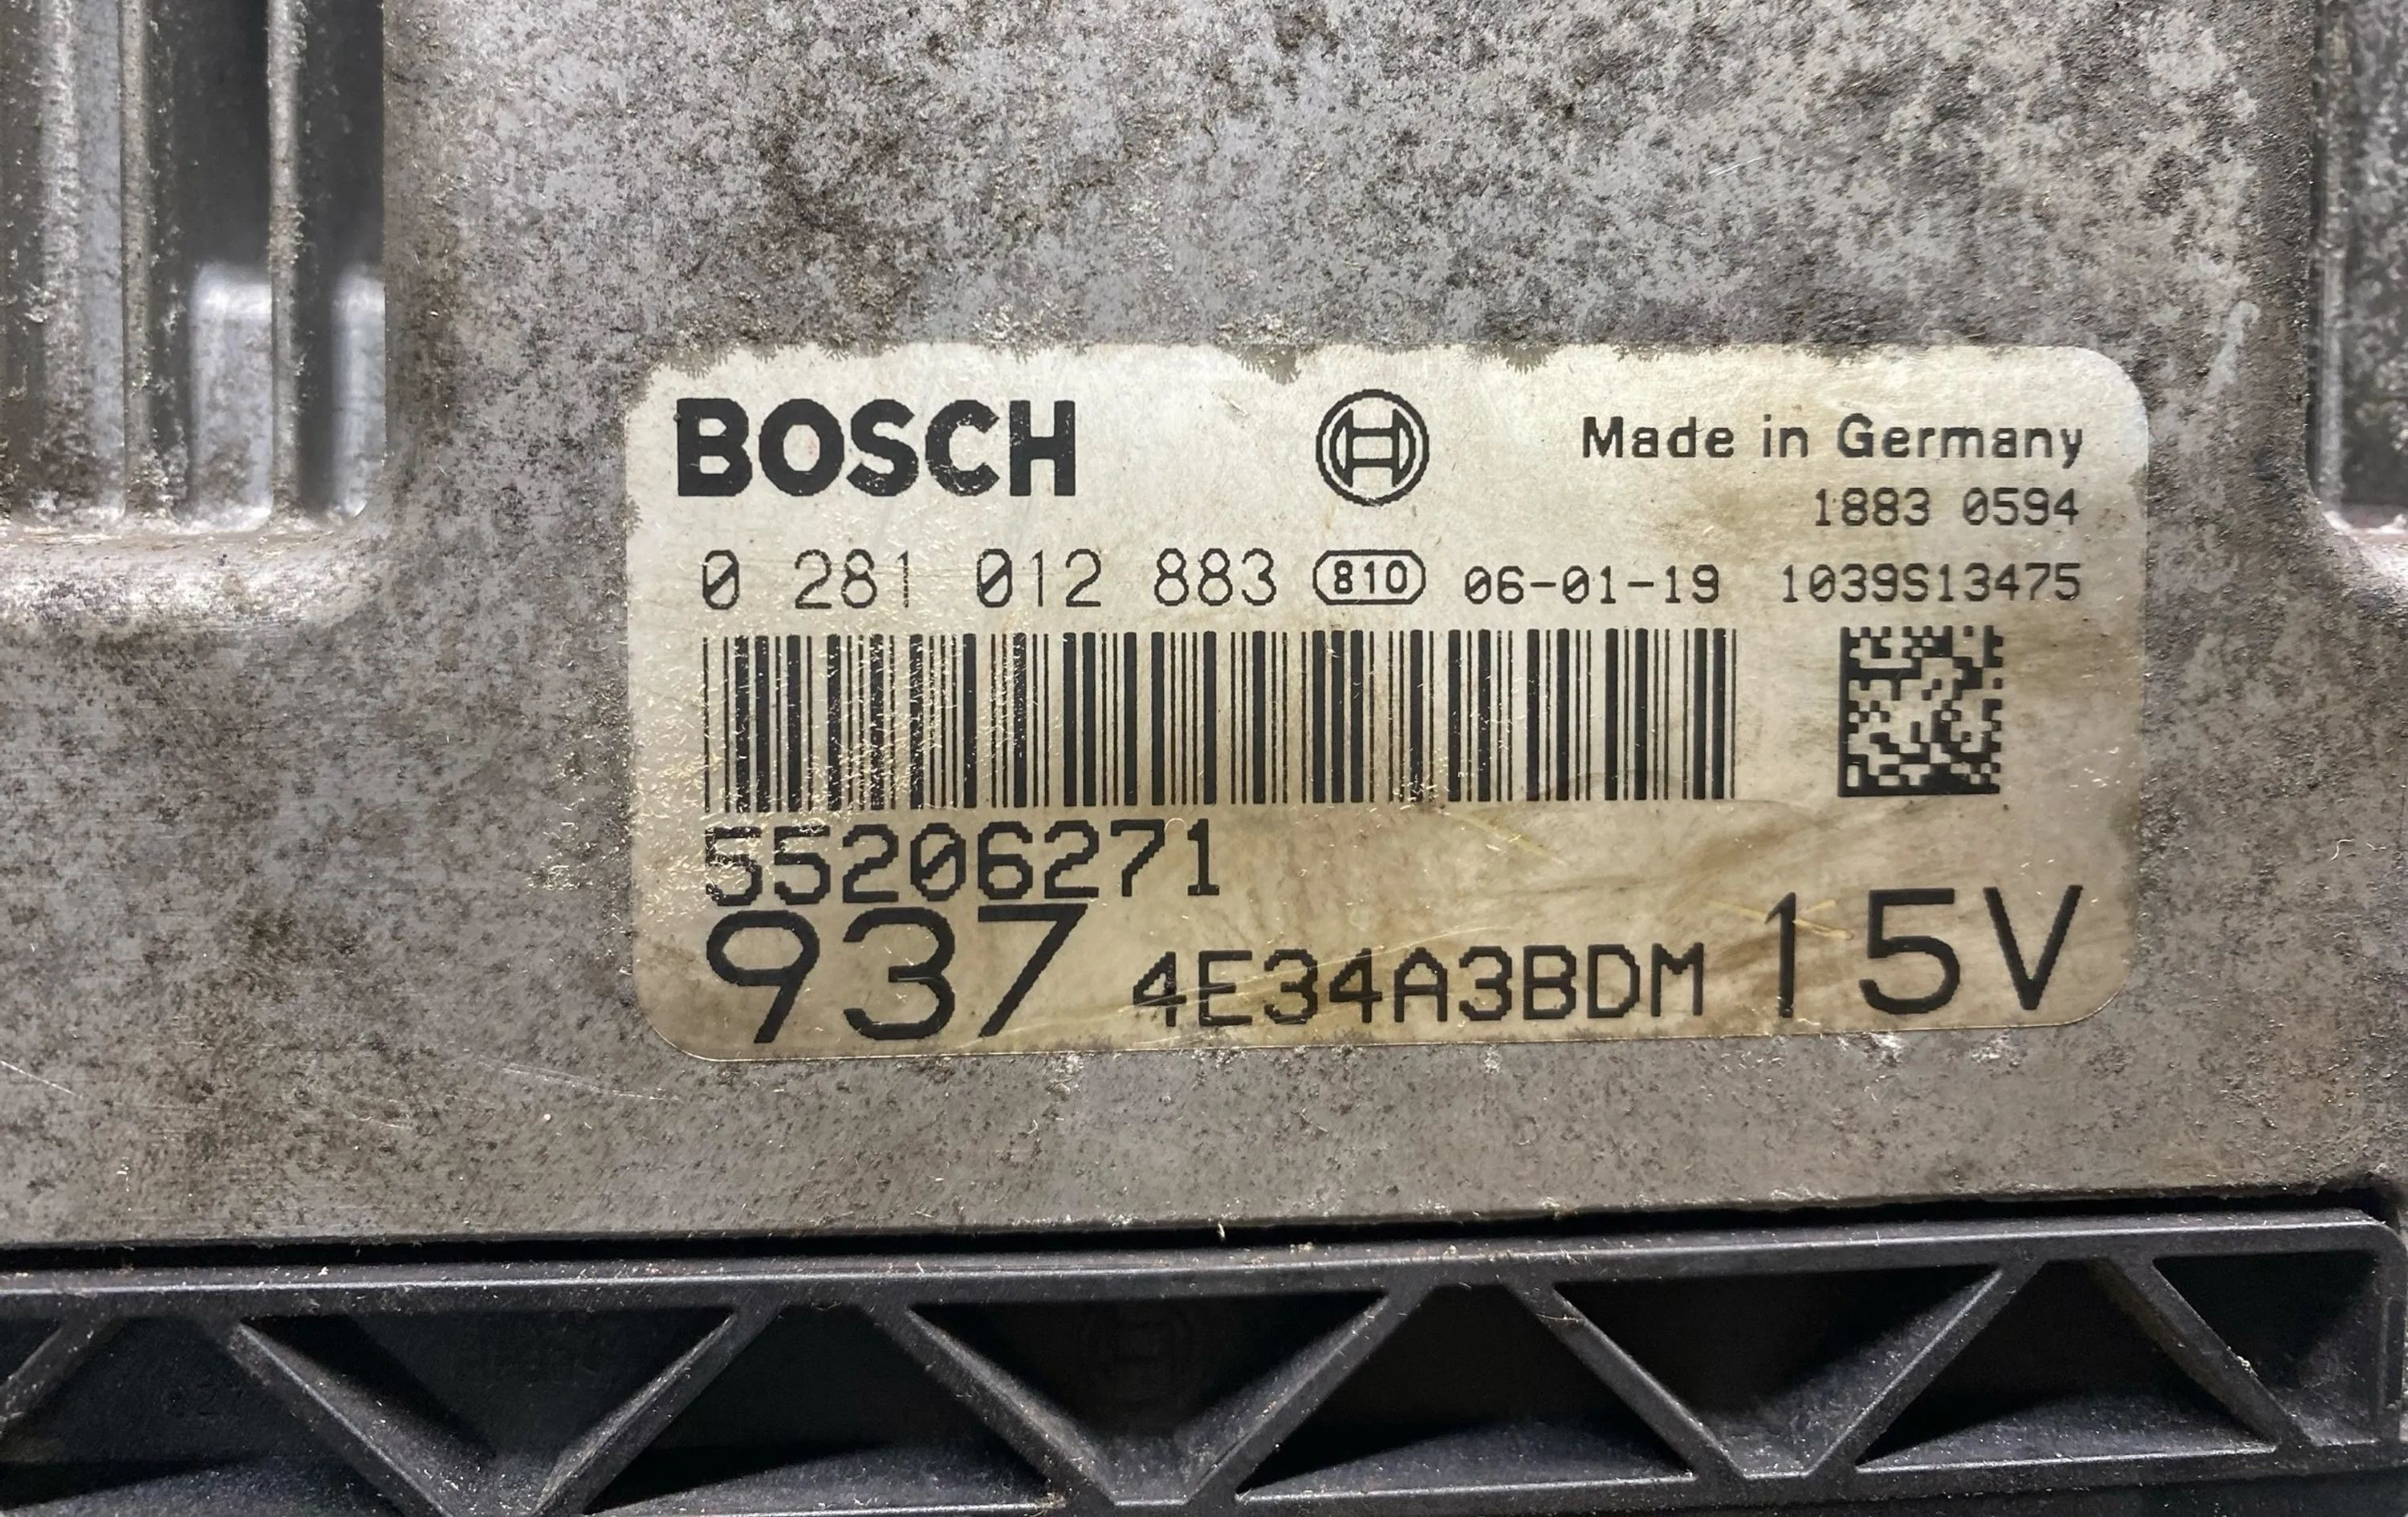 BOSCH Made in Germany
1883 0594
0 281 012 883 810 06-01-19 1039S13475
55206271
937 4E34A3BDM 15V